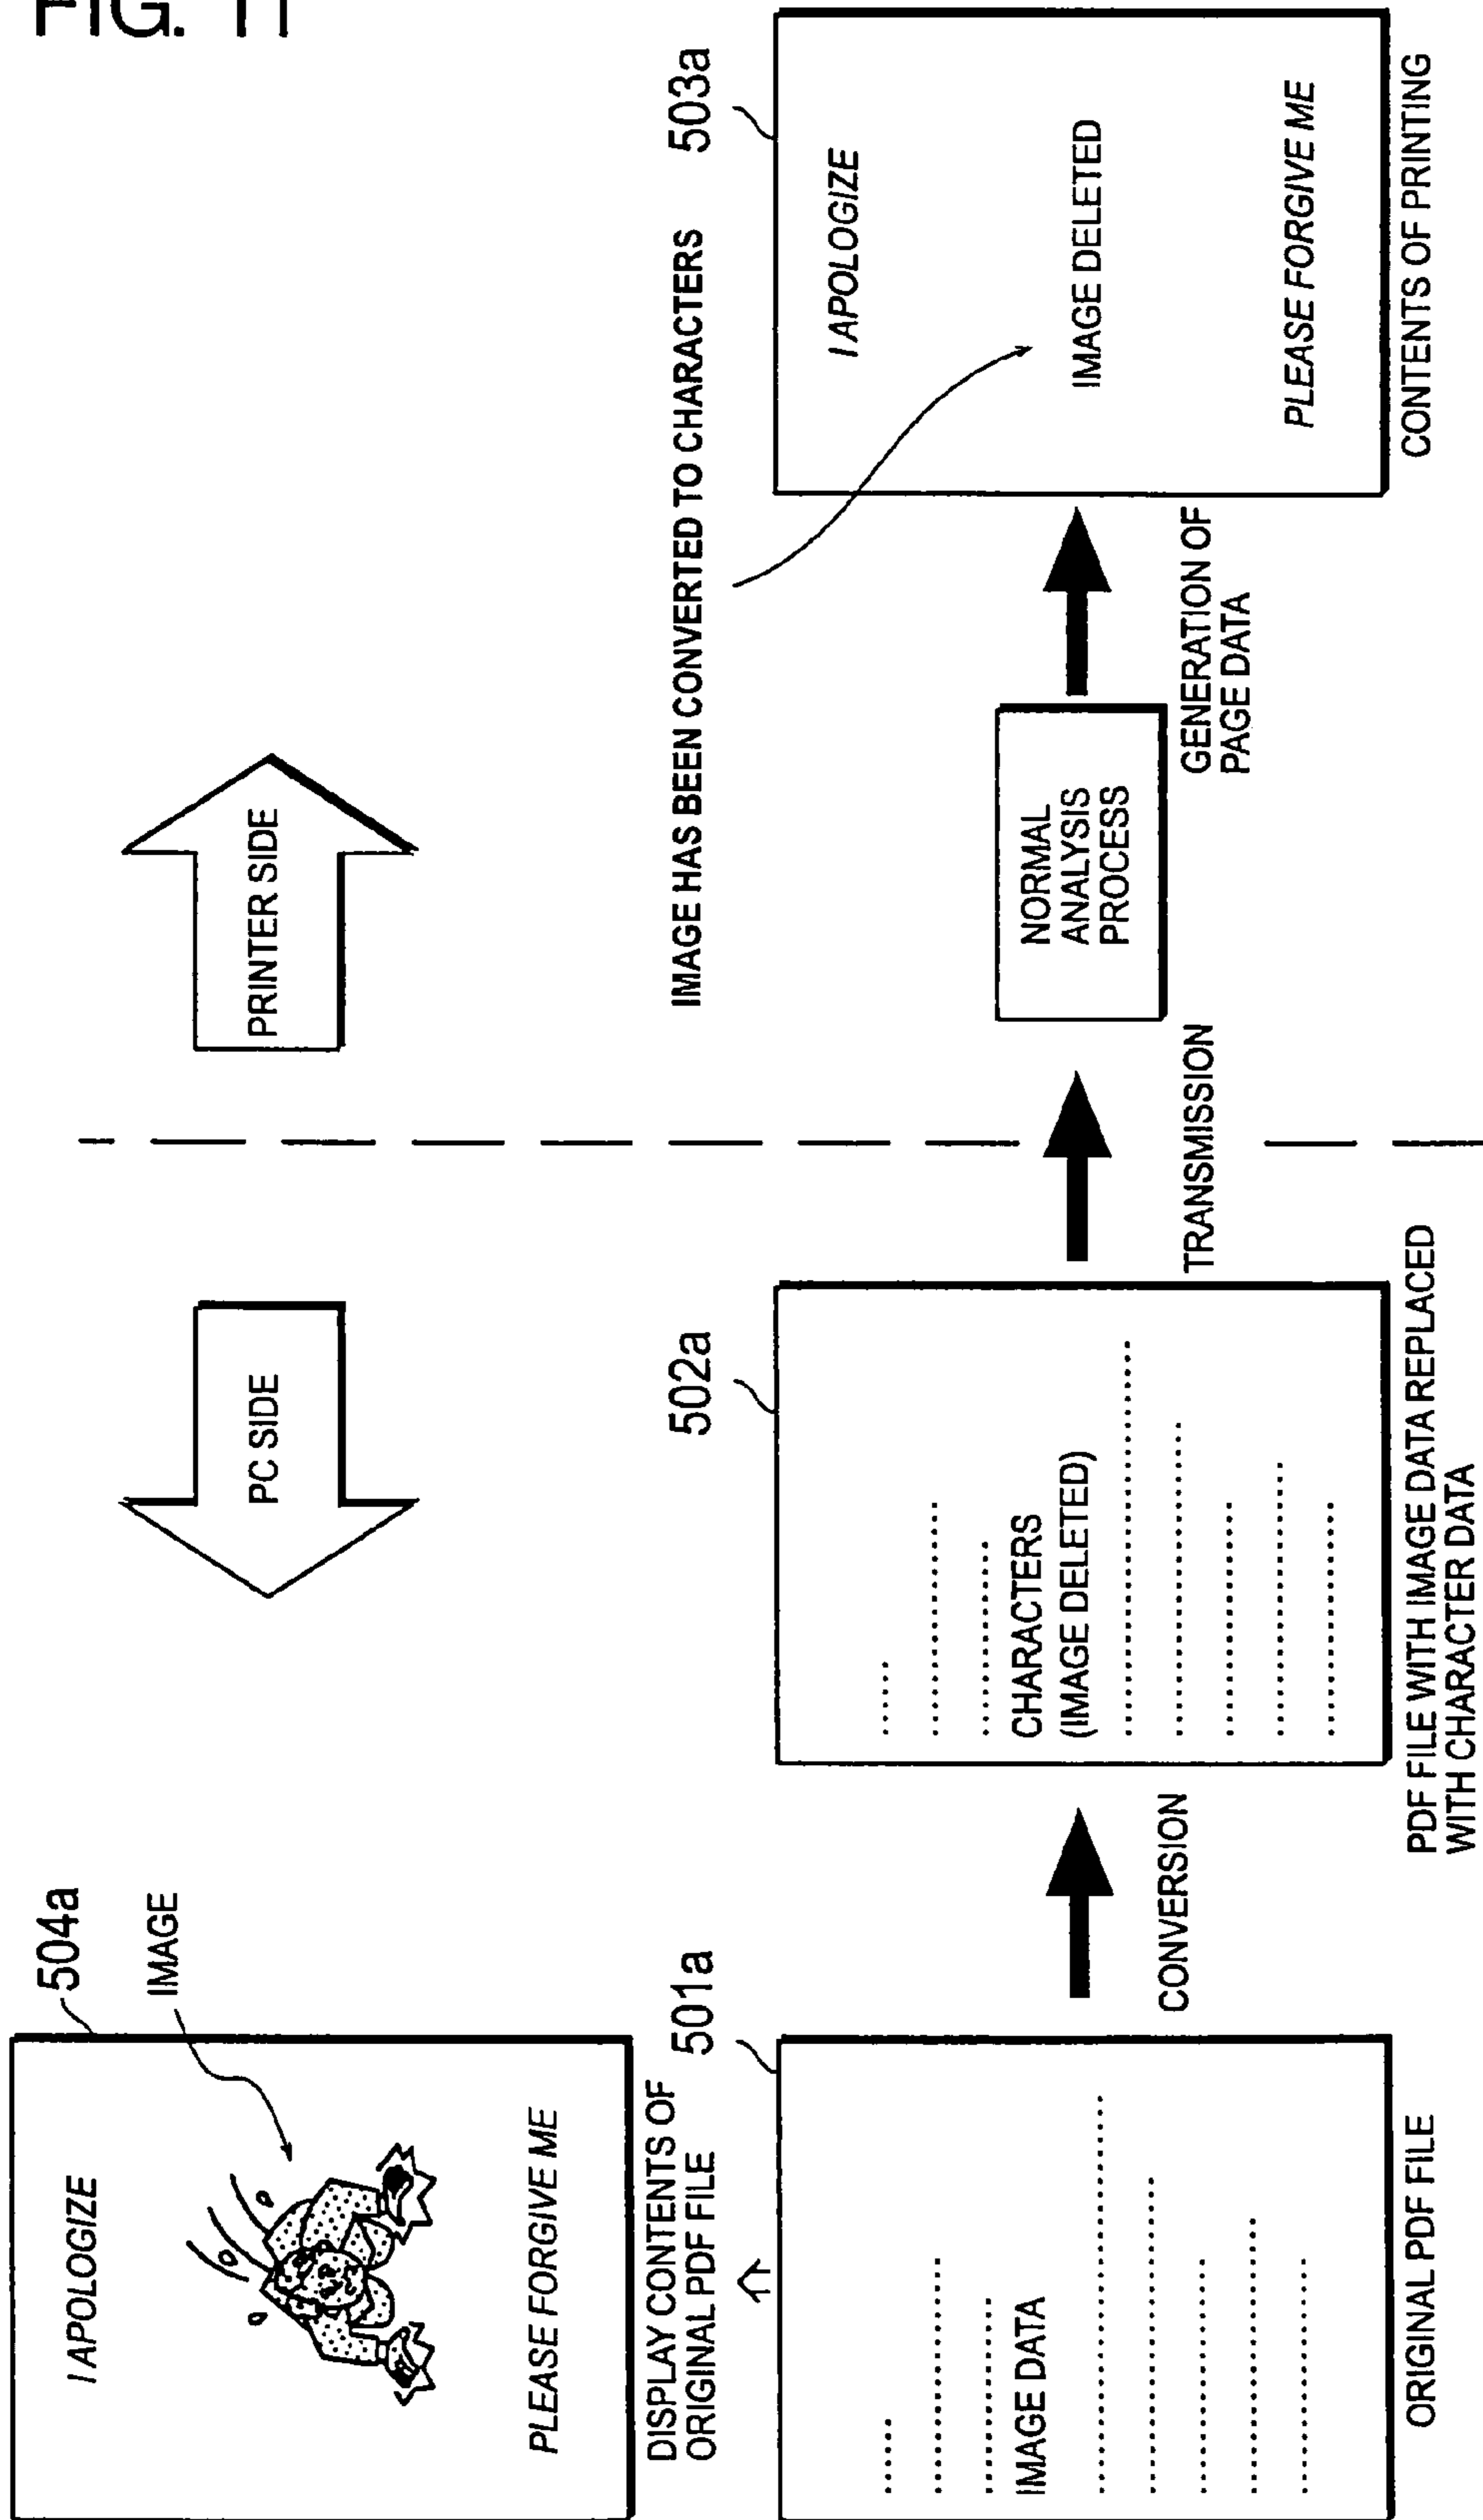 FIG. 11
PC SIDE
PRINTER SIDE
504a
IMAGE
I APOLOGIZE
PLEASE FORGIVE ME
DISPLAY CONTENTS OF
ORIGINAL PDF FILE
501a
IMAGE DATA
ORIGINAL PDF FILE
CONVERSION
502a
CHARACTERS
(IMAGE DELETED)
PDF FILE WITH IMAGE DATA REPLACED
WITH CHARACTER DATA
TRANSMISSION
NORMAL
ANALYSIS
PROCESS
GENERATION OF
PAGE DATA
IMAGE HAS BEEN CONVERTED TO CHARACTERS
503a
I APOLOGIZE
IMAGE DELETED
PLEASE FORGIVE ME
CONTENTS OF PRINTING